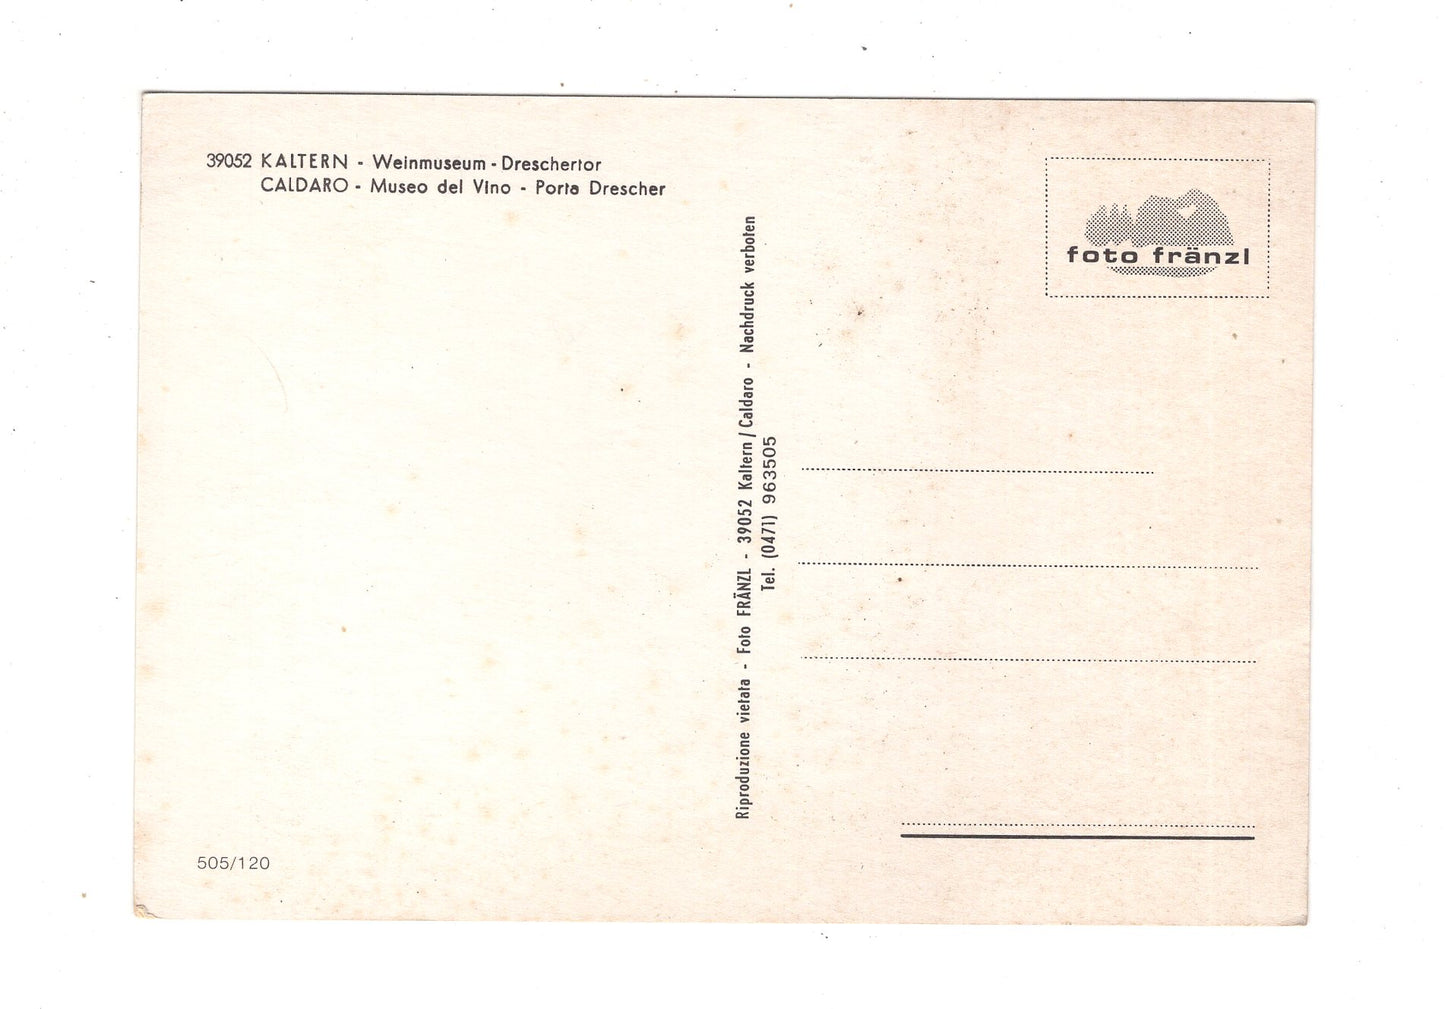 39052 KALTERN - Weinmuseum - Dreschertor
CALDARO - Museo del Vino - Porta Drescher
foto fränzl
Riproduzione vietata - Foto FRÄNZL - 39052 Kaltern / Caldaro - Nachdruck verboten
Tel. (0471) 963505
505/120